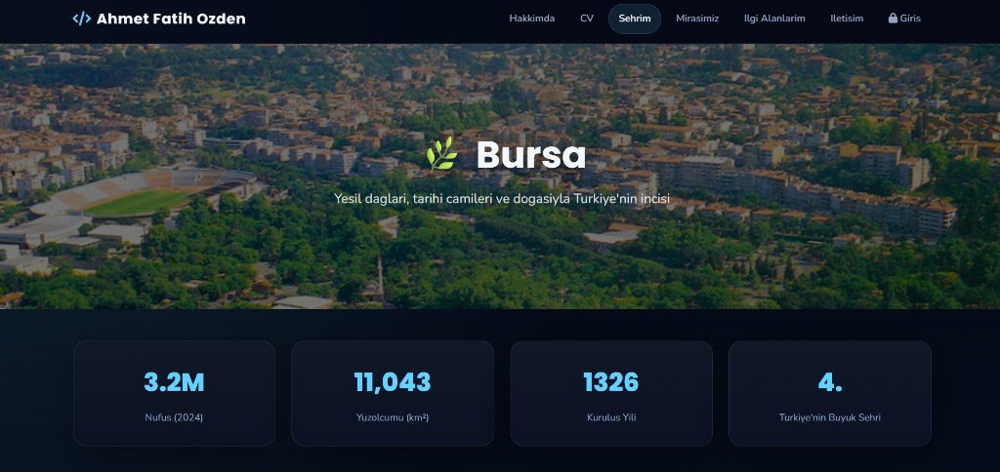 Ahmet Fatih Ozden
Hakkimda CV Sehrim Mirasimiz Ilgi Alanlarim Iletisim Giris
Bursa
Yesil daglari, tarihi camileri ve dogasiyla Turkiye'nin incisi
3.2M 11,043 1326 4.
Nufus (2024) Yuzolcumu (km²) Kurulus Yili Turkiye'nin Buyuk Sehri